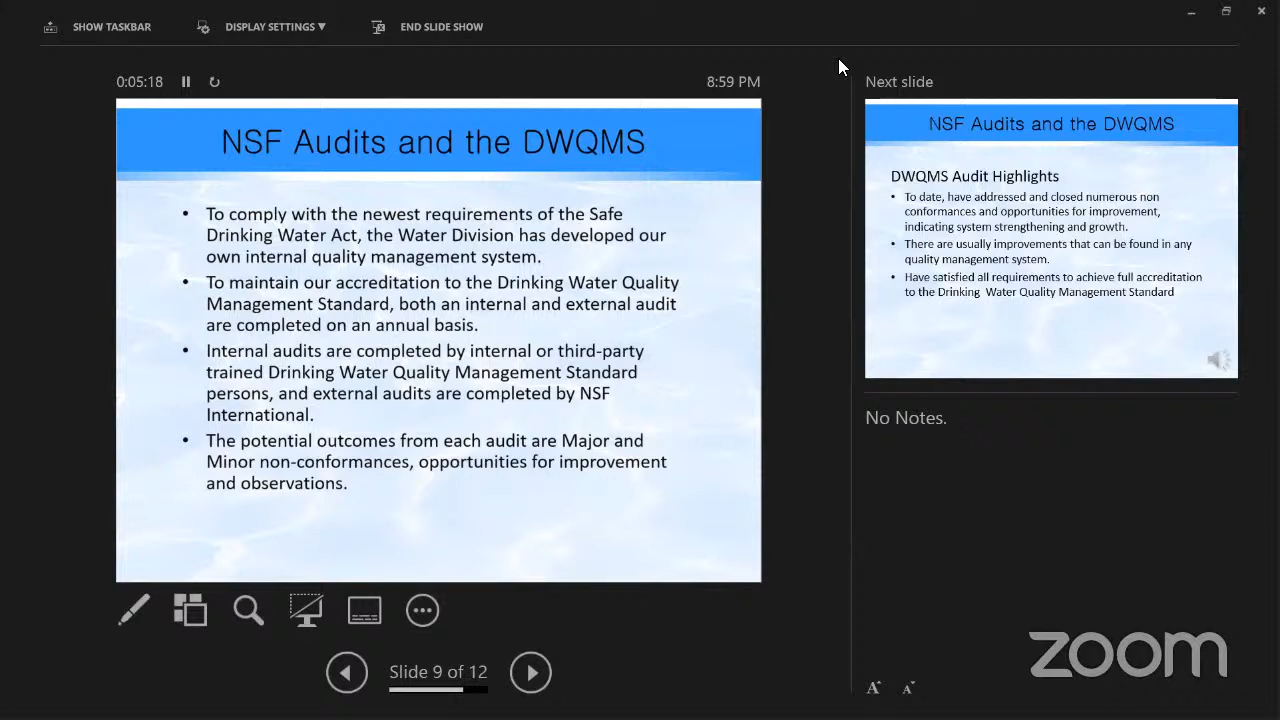 SHOW TASKBAR
DISPLAY SETTINGS ▼
END SLIDE SHOW
0:05:18
8:59 PM
NSF Audits and the DWQMS
• To comply with the newest requirements of the Safe
Drinking Water Act, the Water Division has developed our
own internal quality management system.
• To maintain our accreditation to the Drinking Water Quality
Management Standard, both an internal and external audit
are completed on an annual basis.
• Internal audits are completed by internal or third-party
trained Drinking Water Quality Management Standard
persons, and external audits are completed by NSF
International.
• The potential outcomes from each audit are Major and
Minor non-conformances, opportunities for improvement
and observations.
Slide 9 of 12
Next slide
NSF Audits and the DWQMS
DWQMS Audit Highlights
• To date, have addressed and closed numerous non
conformances and opportunities for improvement,
indicating system strengthening and growth.
• There are usually improvements that can be found in any
quality management system.
• Have satisfied all requirements to achieve full accreditation
to the Drinking Water Quality Management Standard
No Notes.
A A
zoom